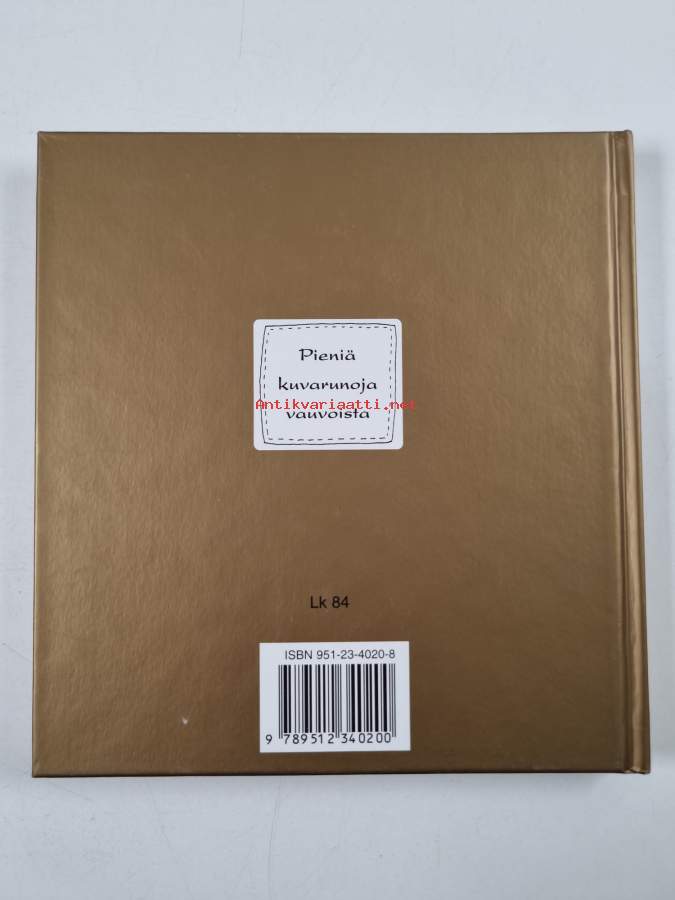 Pieniä
kuvarunoja
Antikvariaatti.net
vauvoista
Lk 84
ISBN 951-23-4020-8
9 789512 340200